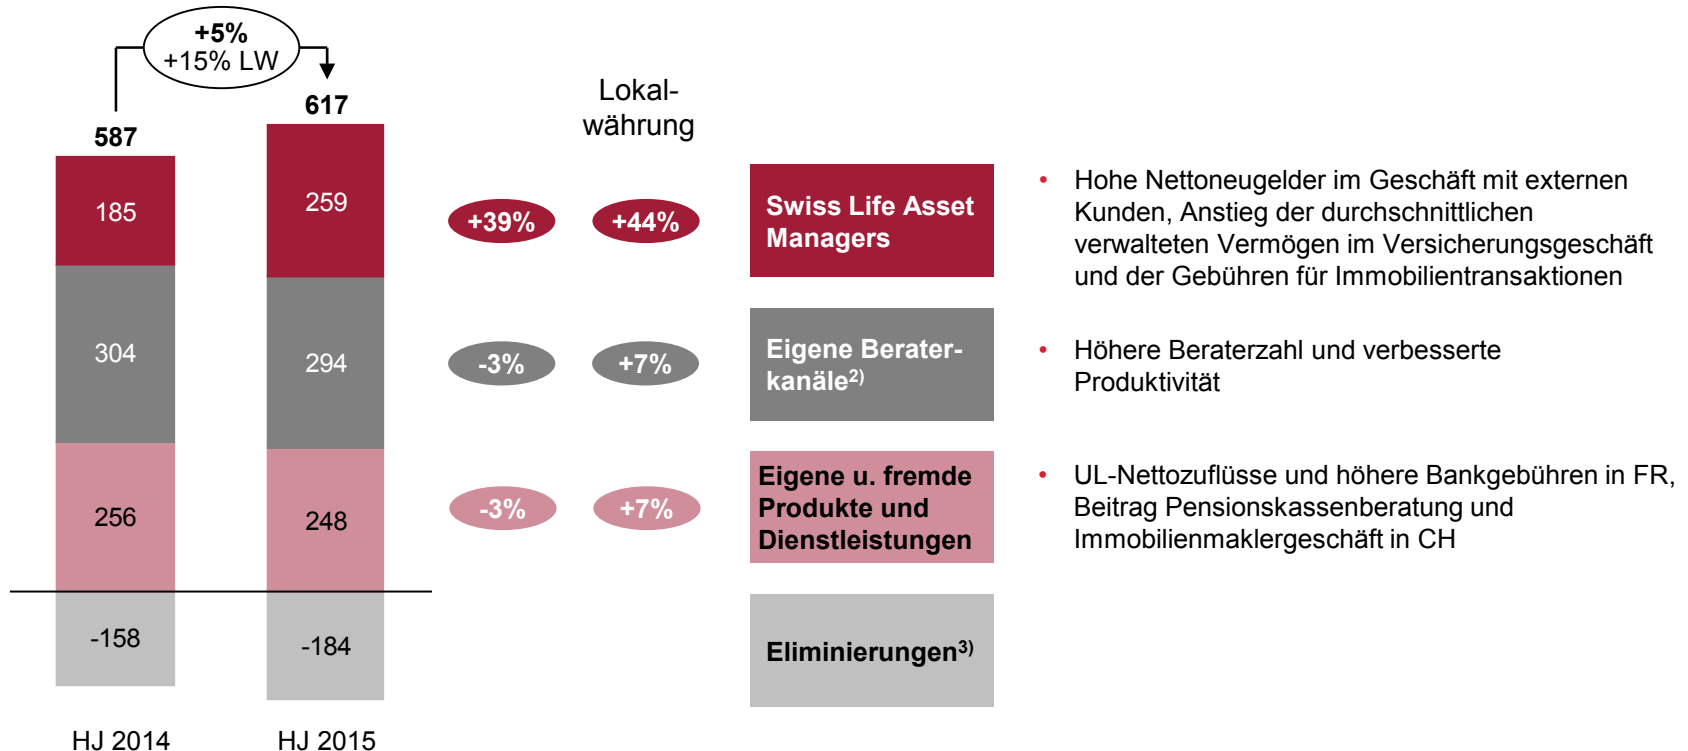 +5%
+15% LW
587
617
185
259
304
294
256
248
-158
-184
HJ 2014
HJ 2015
Lokal-
währung
+39%
+44%
Swiss Life Asset
Managers
• Hohe Nettoneugelder im Geschäft mit externen
Kunden, Anstieg der durchschnittlichen
verwalteten Vermögen im Versicherungsgeschäft
und der Gebühren für Immobilientransaktionen
-3%
+7%
Eigene Berater-
kanäle2)
• Höhere Beraterzahl und verbesserte
Produktivität
-3%
+7%
Eigene u. fremde
Produkte und
Dienstleistungen
• UL-Nettozuflüsse und höhere Bankgebühren in FR,
Beitrag Pensionskassenberatung und
Immobilienmaklergeschäft in CH
Eliminierungen3)